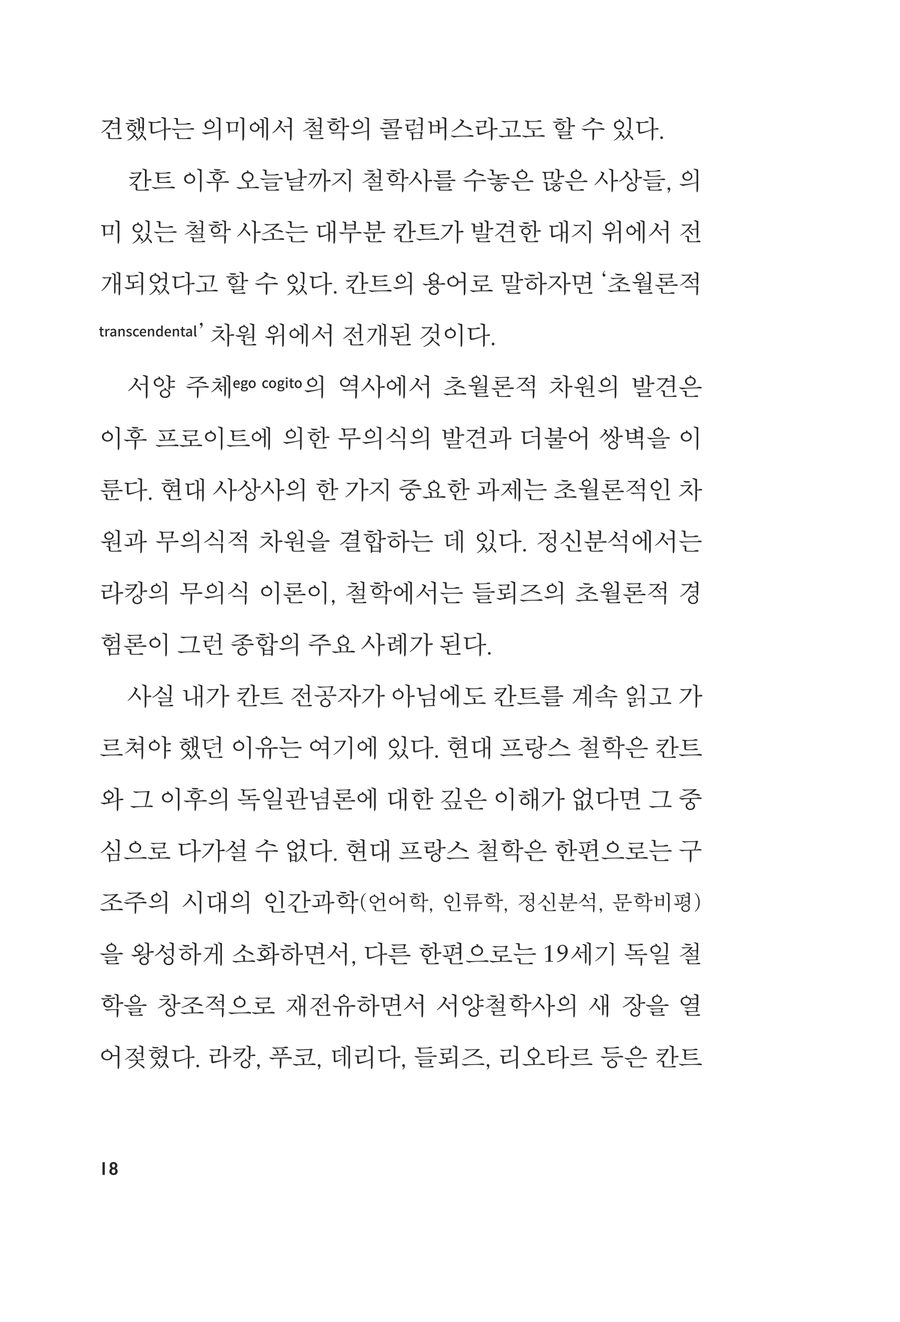 견했다는 의미에서 철학의 콜럼버스라고도 할 수 있다.
칸트 이후 오늘날까지 철학사를 수놓은 많은 사상들, 의
미 있는 철학 사조는 대부분 칸트가 발견한 대지 위에서 전
개되었다고 할 수 있다. 칸트의 용어로 말하자면 ‘초월론적
transcendental’ 차원 위에서 전개된 것이다.
서양 주체ego cogito의 역사에서 초월론적 차원의 발견은
이후 프로이트에 의한 무의식의 발견과 더불어 쌍벽을 이
룬다. 현대 사상사의 한 가지 중요한 과제는 초월론적인 차
원과 무의식적 차원을 결합하는 데 있다. 정신분석에서는
라캉의 무의식 이론이, 철학에서는 들뢰즈의 초월론적 경
험론이 그런 종합의 주요 사례가 된다.
사실 내가 칸트 전공자가 아님에도 칸트를 계속 읽고 가
르쳐야 했던 이유는 여기에 있다. 현대 프랑스 철학은 칸트
와 그 이후의 독일관념론에 대한 깊은 이해가 없다면 그 중
심으로 다가설 수 없다. 현대 프랑스 철학은 한편으로는 구
조주의 시대의 인간과학(언어학, 인류학, 정신분석, 문학비평)
을 왕성하게 소화하면서, 다른 한편으로는 19세기 독일 철
학을 창조적으로 재전유하면서 서양철학사의 새 장을 열
어젖혔다. 라캉, 푸코, 데리다, 들뢰즈, 리오타르 등은 칸트
18